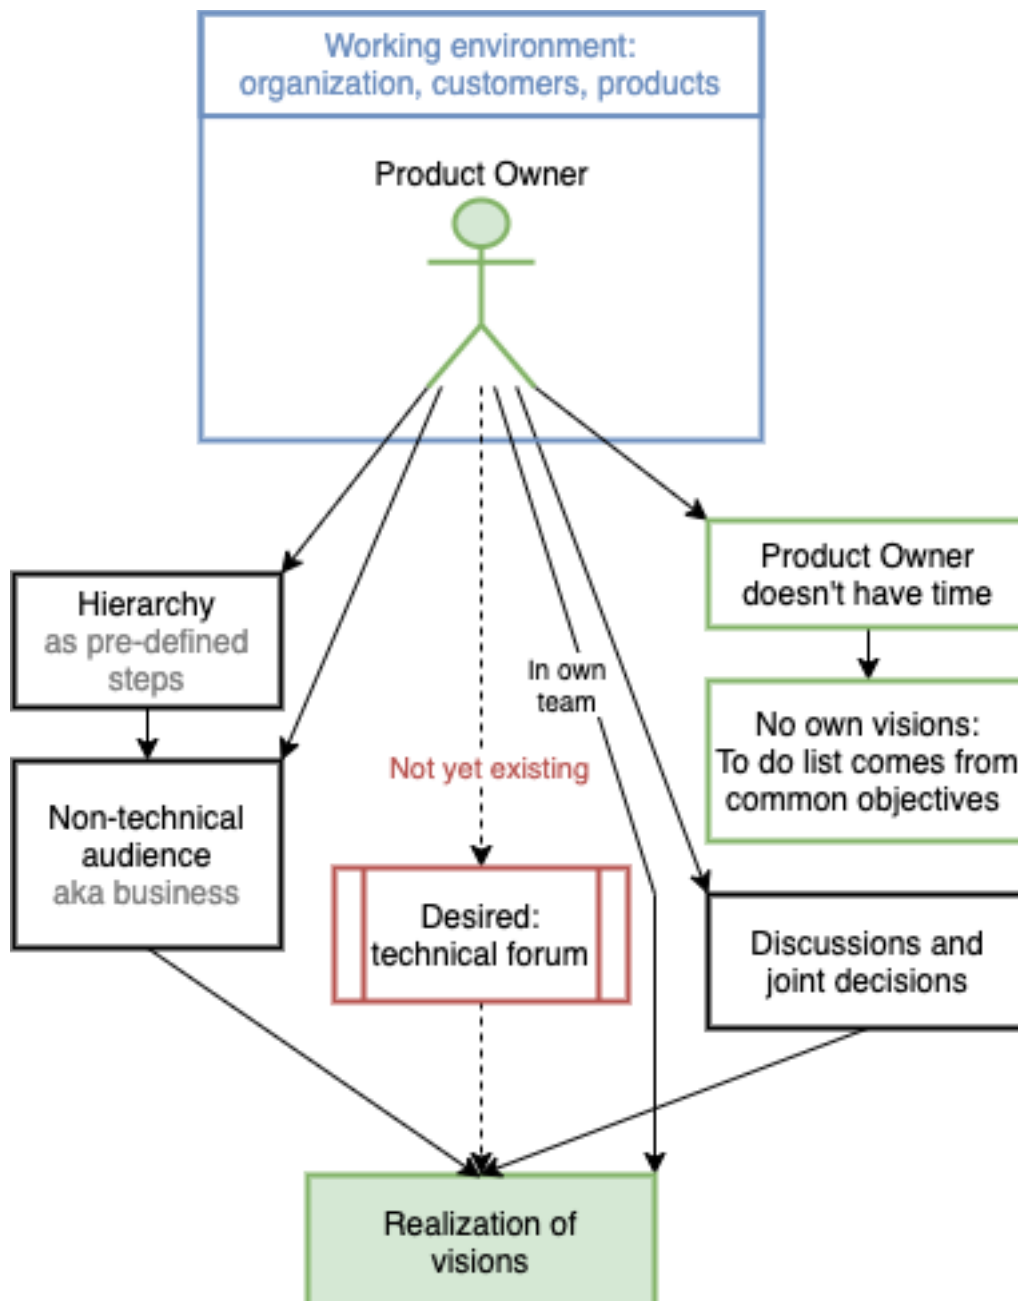 Working environment:
organization, customers, products
Product Owner
Product Owner
doesn't have time
Hierarchy
as pre-defined
steps
In own
team
No own visions:
To do list comes from
common objectives
Not yet existing
Non-technical
audience
aka business
Desired:
technical forum
Discussions and
joint decisions
Realization of
visions